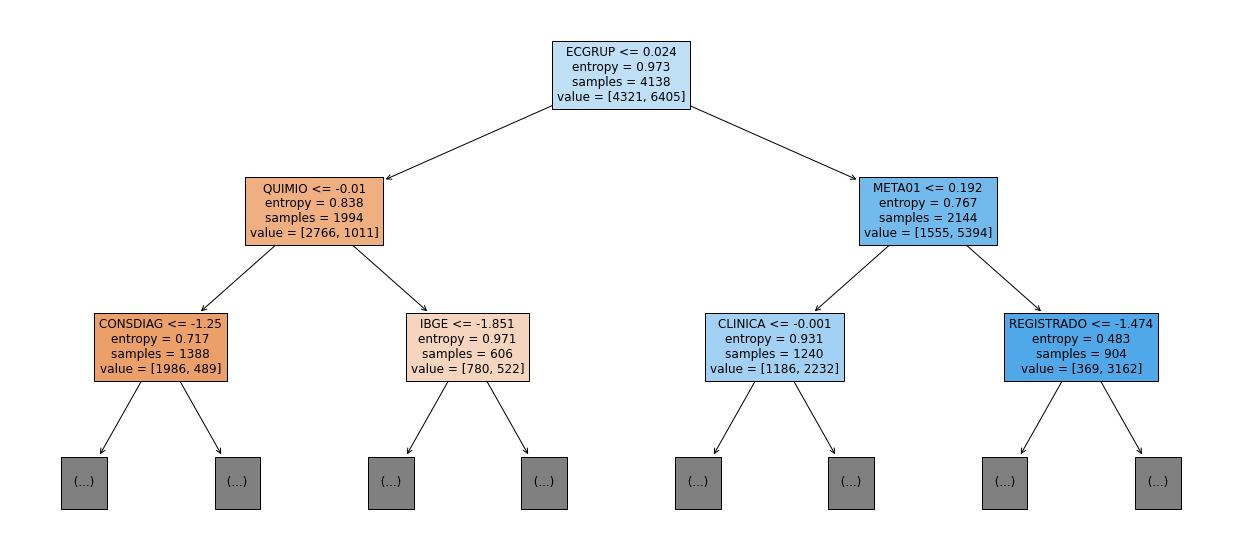 ECGRUP <= 0.024
entropy = 0.973
samples = 4138
value = [4321, 6405]
QUIMIO <= -0.01
entropy = 0.838
samples = 1994
value = [2766, 1011]
META01 <= 0.192
entropy = 0.767
samples = 2144
value = [1555, 5394]
CONSDIAG <= -1.25
entropy = 0.717
samples = 1388
value = [1986, 489]
IBGE <= -1.851
entropy = 0.971
samples = 606
value = [780, 522]
CLINICA <= -0.001
entropy = 0.931
samples = 1240
value = [1186, 2232]
REGISTRADO <= -1.474
entropy = 0.483
samples = 904
value = [369, 3162]
(...)
(...)
(...)
(...)
(...)
(...)
(...)
(...)